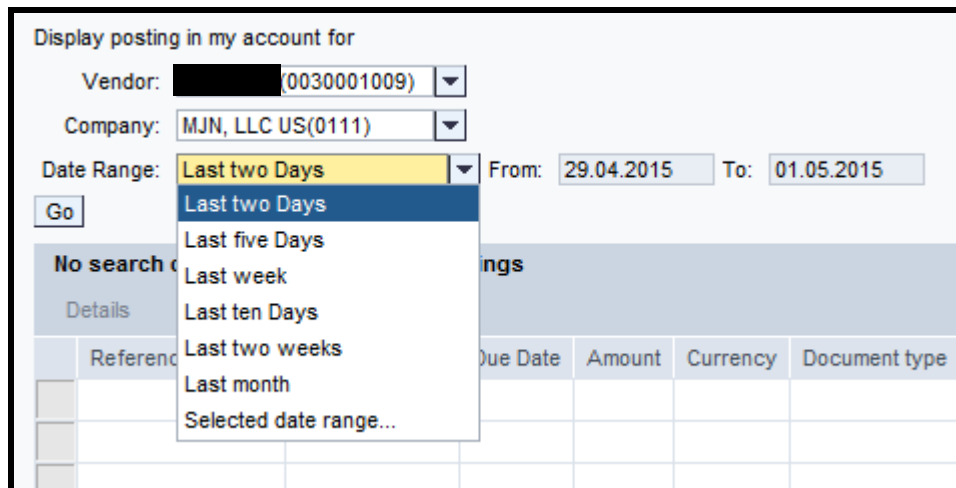 Display posting in my account for
Vendor: (0030001009)
Company: MJN, LLC US(0111)
Date Range: Last two Days From: 29.04.2015 To: 01.05.2015
Go
Last two Days
Last five Days
Last week
Last ten Days
Last two weeks
Last month
Selected date range...
No search
Details
Due Date Amount Currency Document type